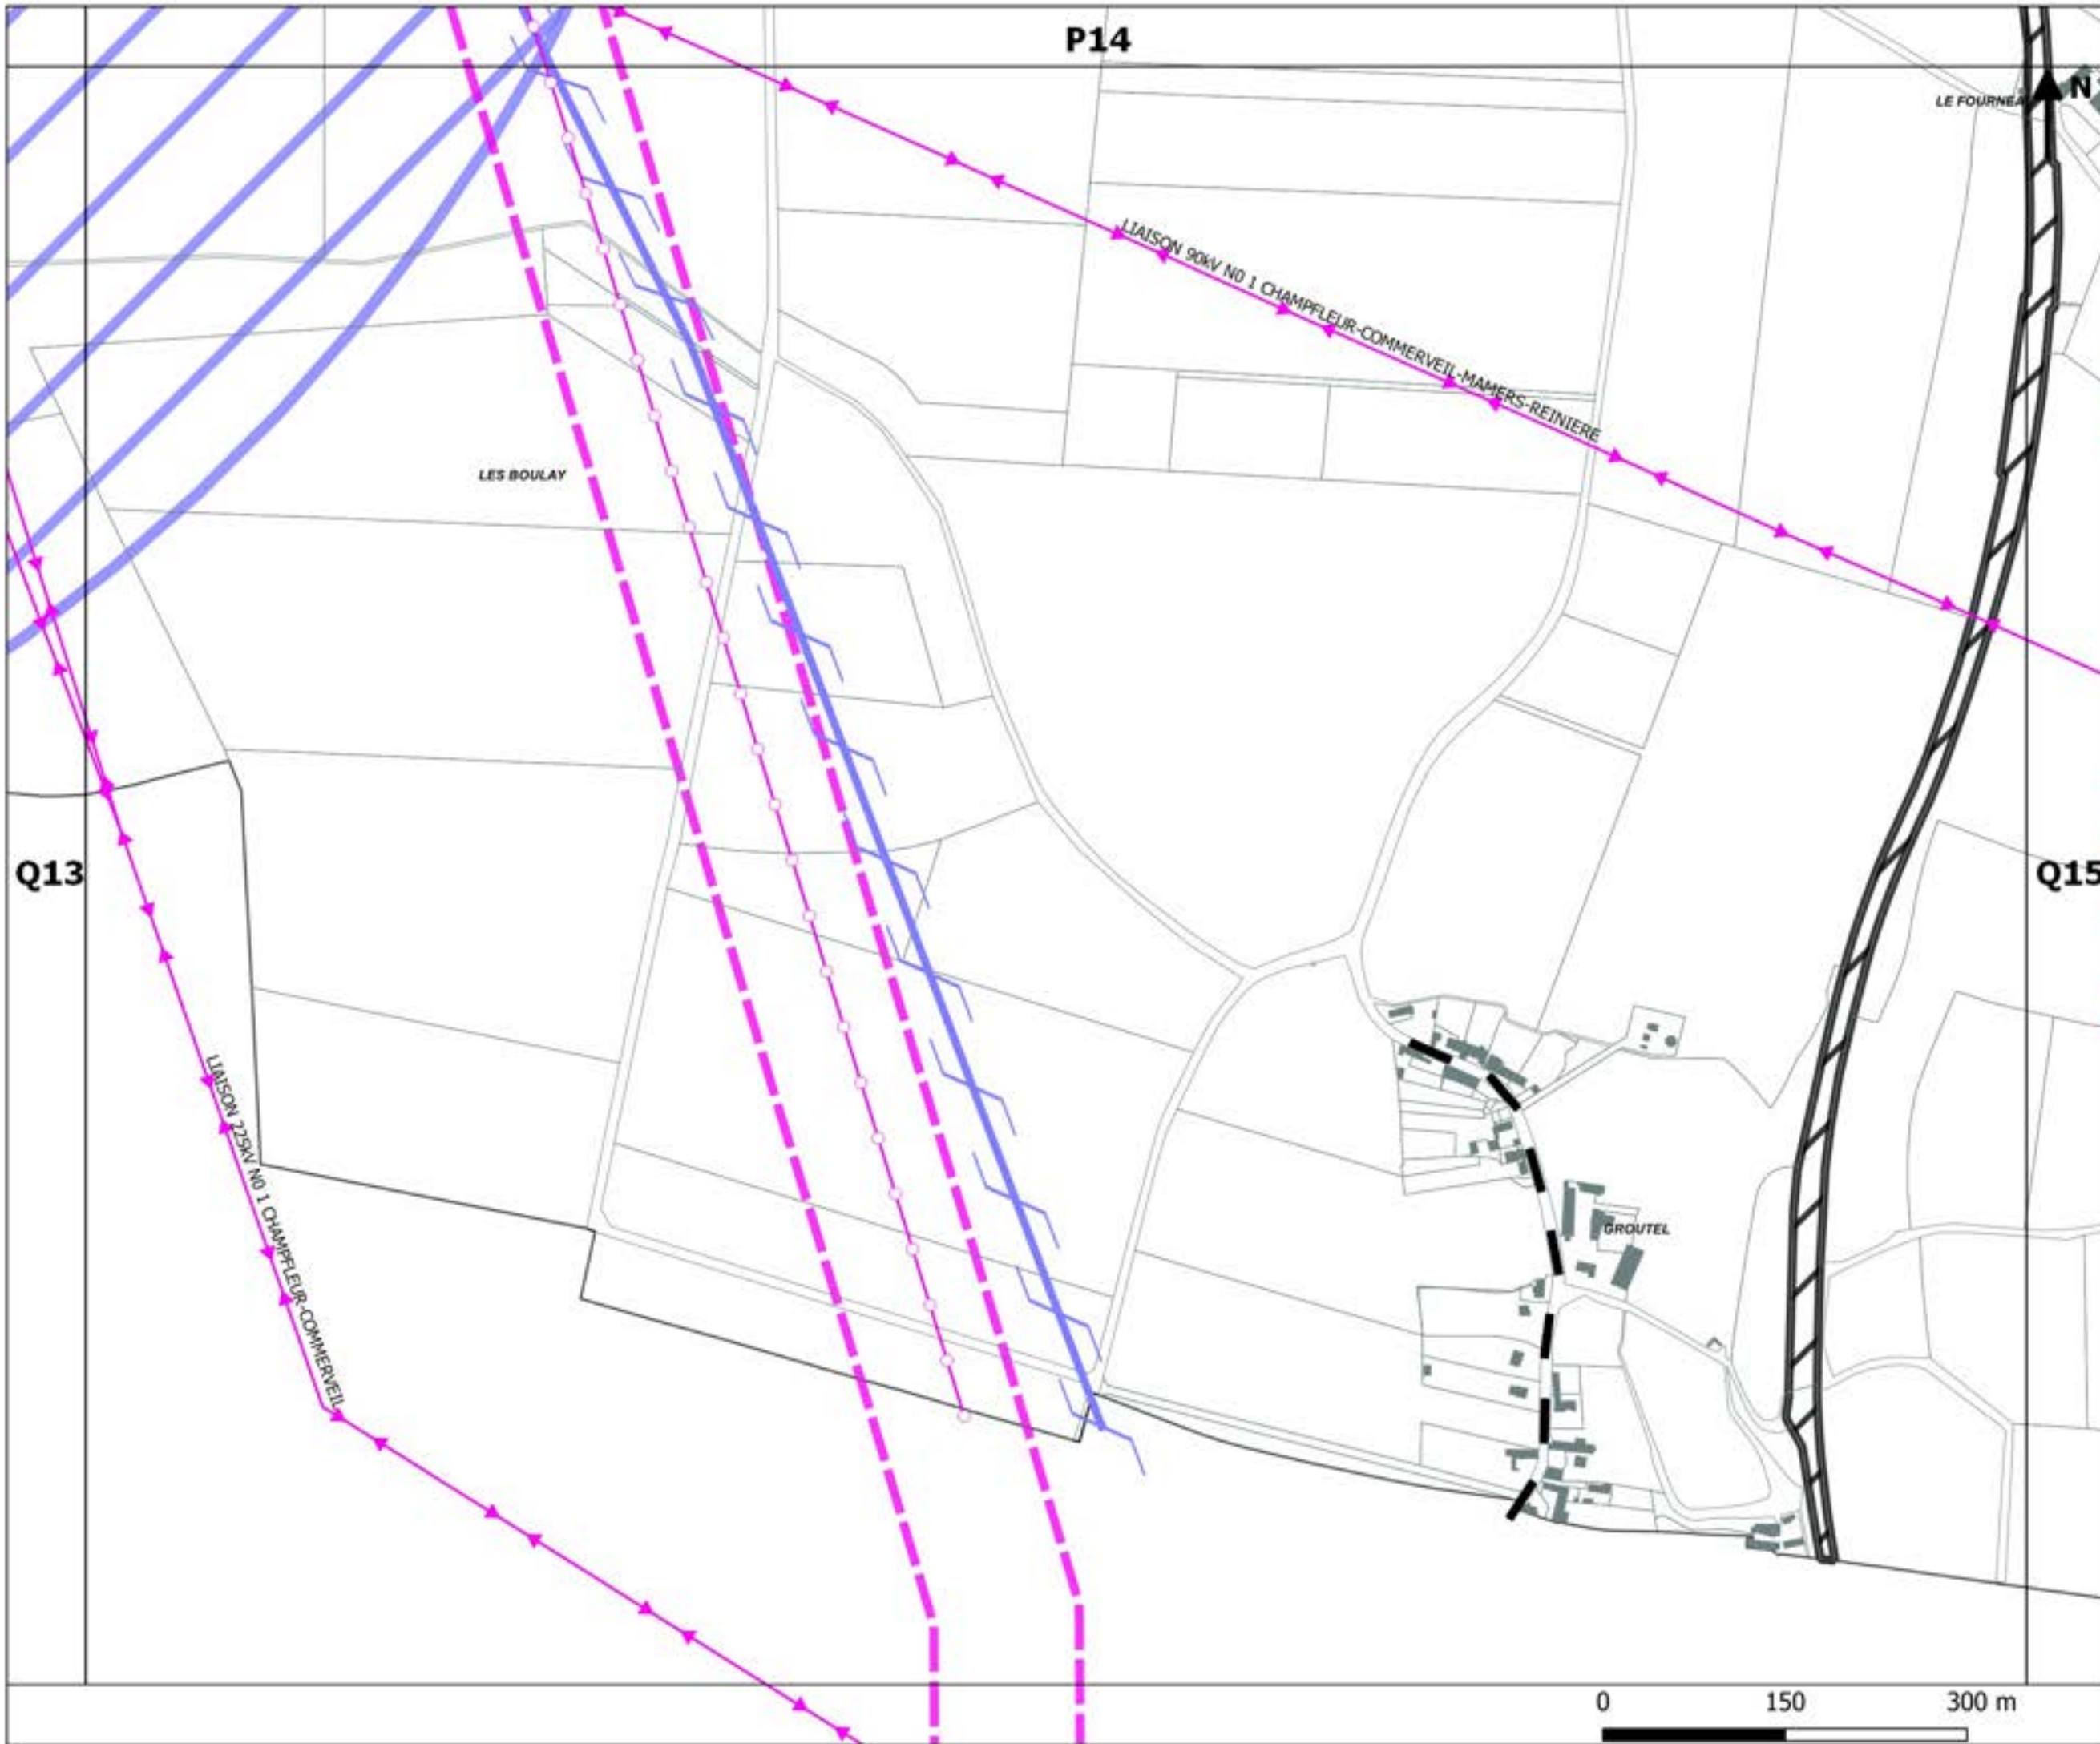 P14
LE FOURNEA
N
LIAISON 90kV N0 1 CHAMPFLEUR-COMMERVEIL-MAMERS-REINIERE
LES BOULAY
Q13
Q15
LIAISON 225kV N0 1 CHAMPFLEUR-COMMERVEIL
GROUTEL
0 150 300 m